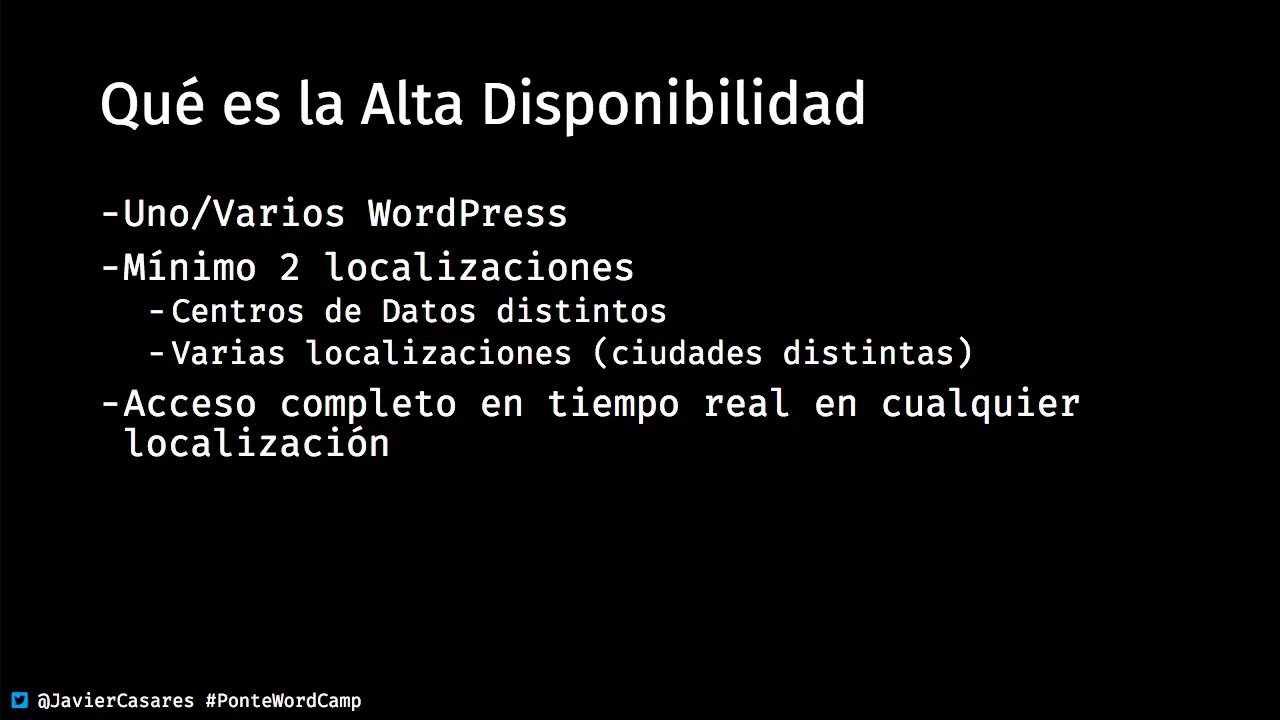 Qué es la Alta Disponibilidad
-Uno/Varios WordPress
-Mínimo 2 localizaciones
-Centros de Datos distintos
-Varias localizaciones (ciudades distintas)
-Acceso completo en tiempo real en cualquier
localización
@JavierCasares #PonteWordCamp